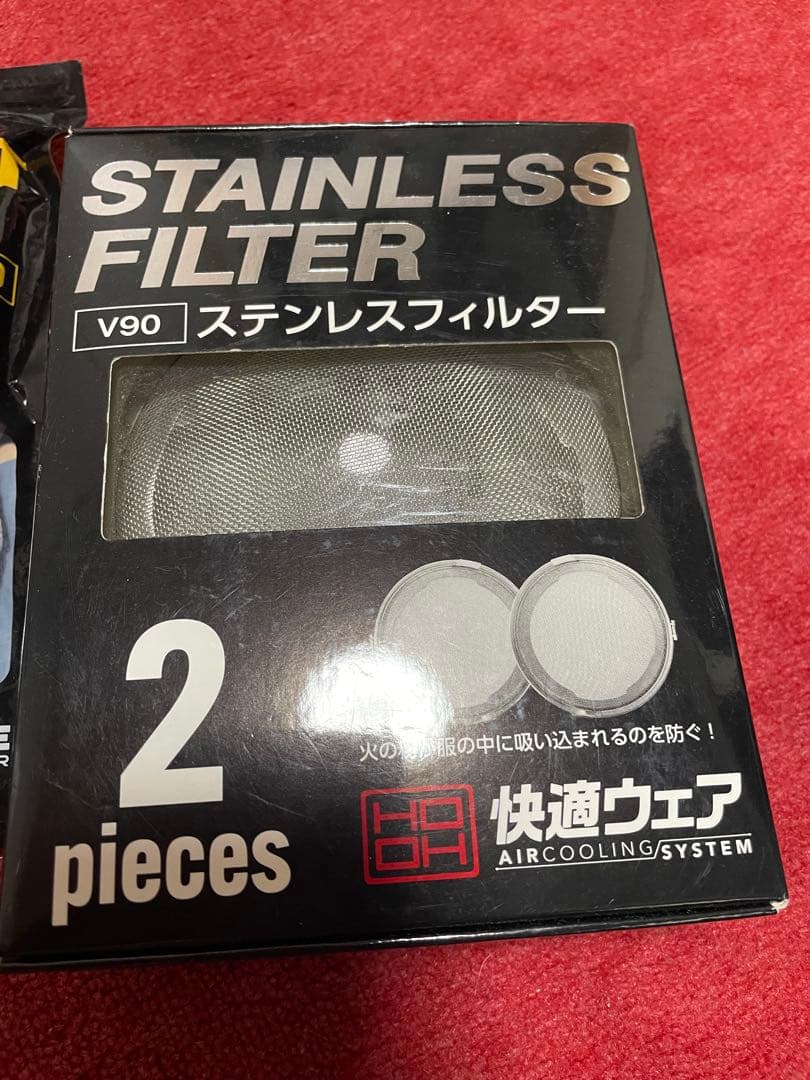 STAINLESS
FILTER
V90 ステンレスフィルター
2
pieces
火の 服の中に吸い込まれるのを防ぐ！
HO
OH
快適ウェア
AIRCOOLING/SYSTEM
E
R